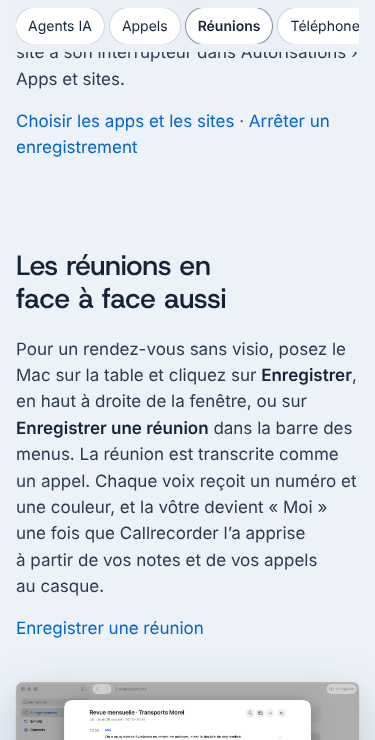 Agents IA
Appels
Réunions
Téléphone
site a son interrupteur dans Autorisations ›
Apps et sites.
Choisir les apps et les sites · Arrêter un
enregistrement
Les réunions en
face à face aussi
Pour un rendez-vous sans visio, posez le
Mac sur la table et cliquez sur Enregistrer,
en haut à droite de la fenêtre, ou sur
Enregistrer une réunion dans la barre des
menus. La réunion est transcrite comme
un appel. Chaque voix reçoit un numéro et
une couleur, et la vôtre devient « Moi »
une fois que Callrecorder l’a apprise
à partir de vos notes et de vos appels
au casque.
Enregistrer une réunion
Revue mensuelle · Transports Morel